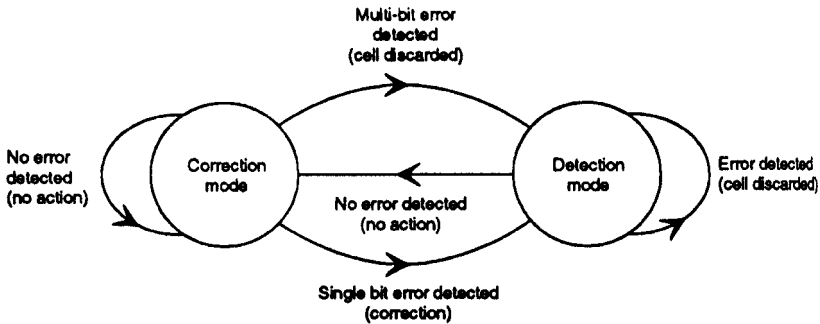 Multi-bit error
detected
(cell discarded)
No error
detected
(no action)
Correction
mode
Detection
mode
Error detected
(cell discarded)
No error detected
(no action)
Single bit error detected
(correction)